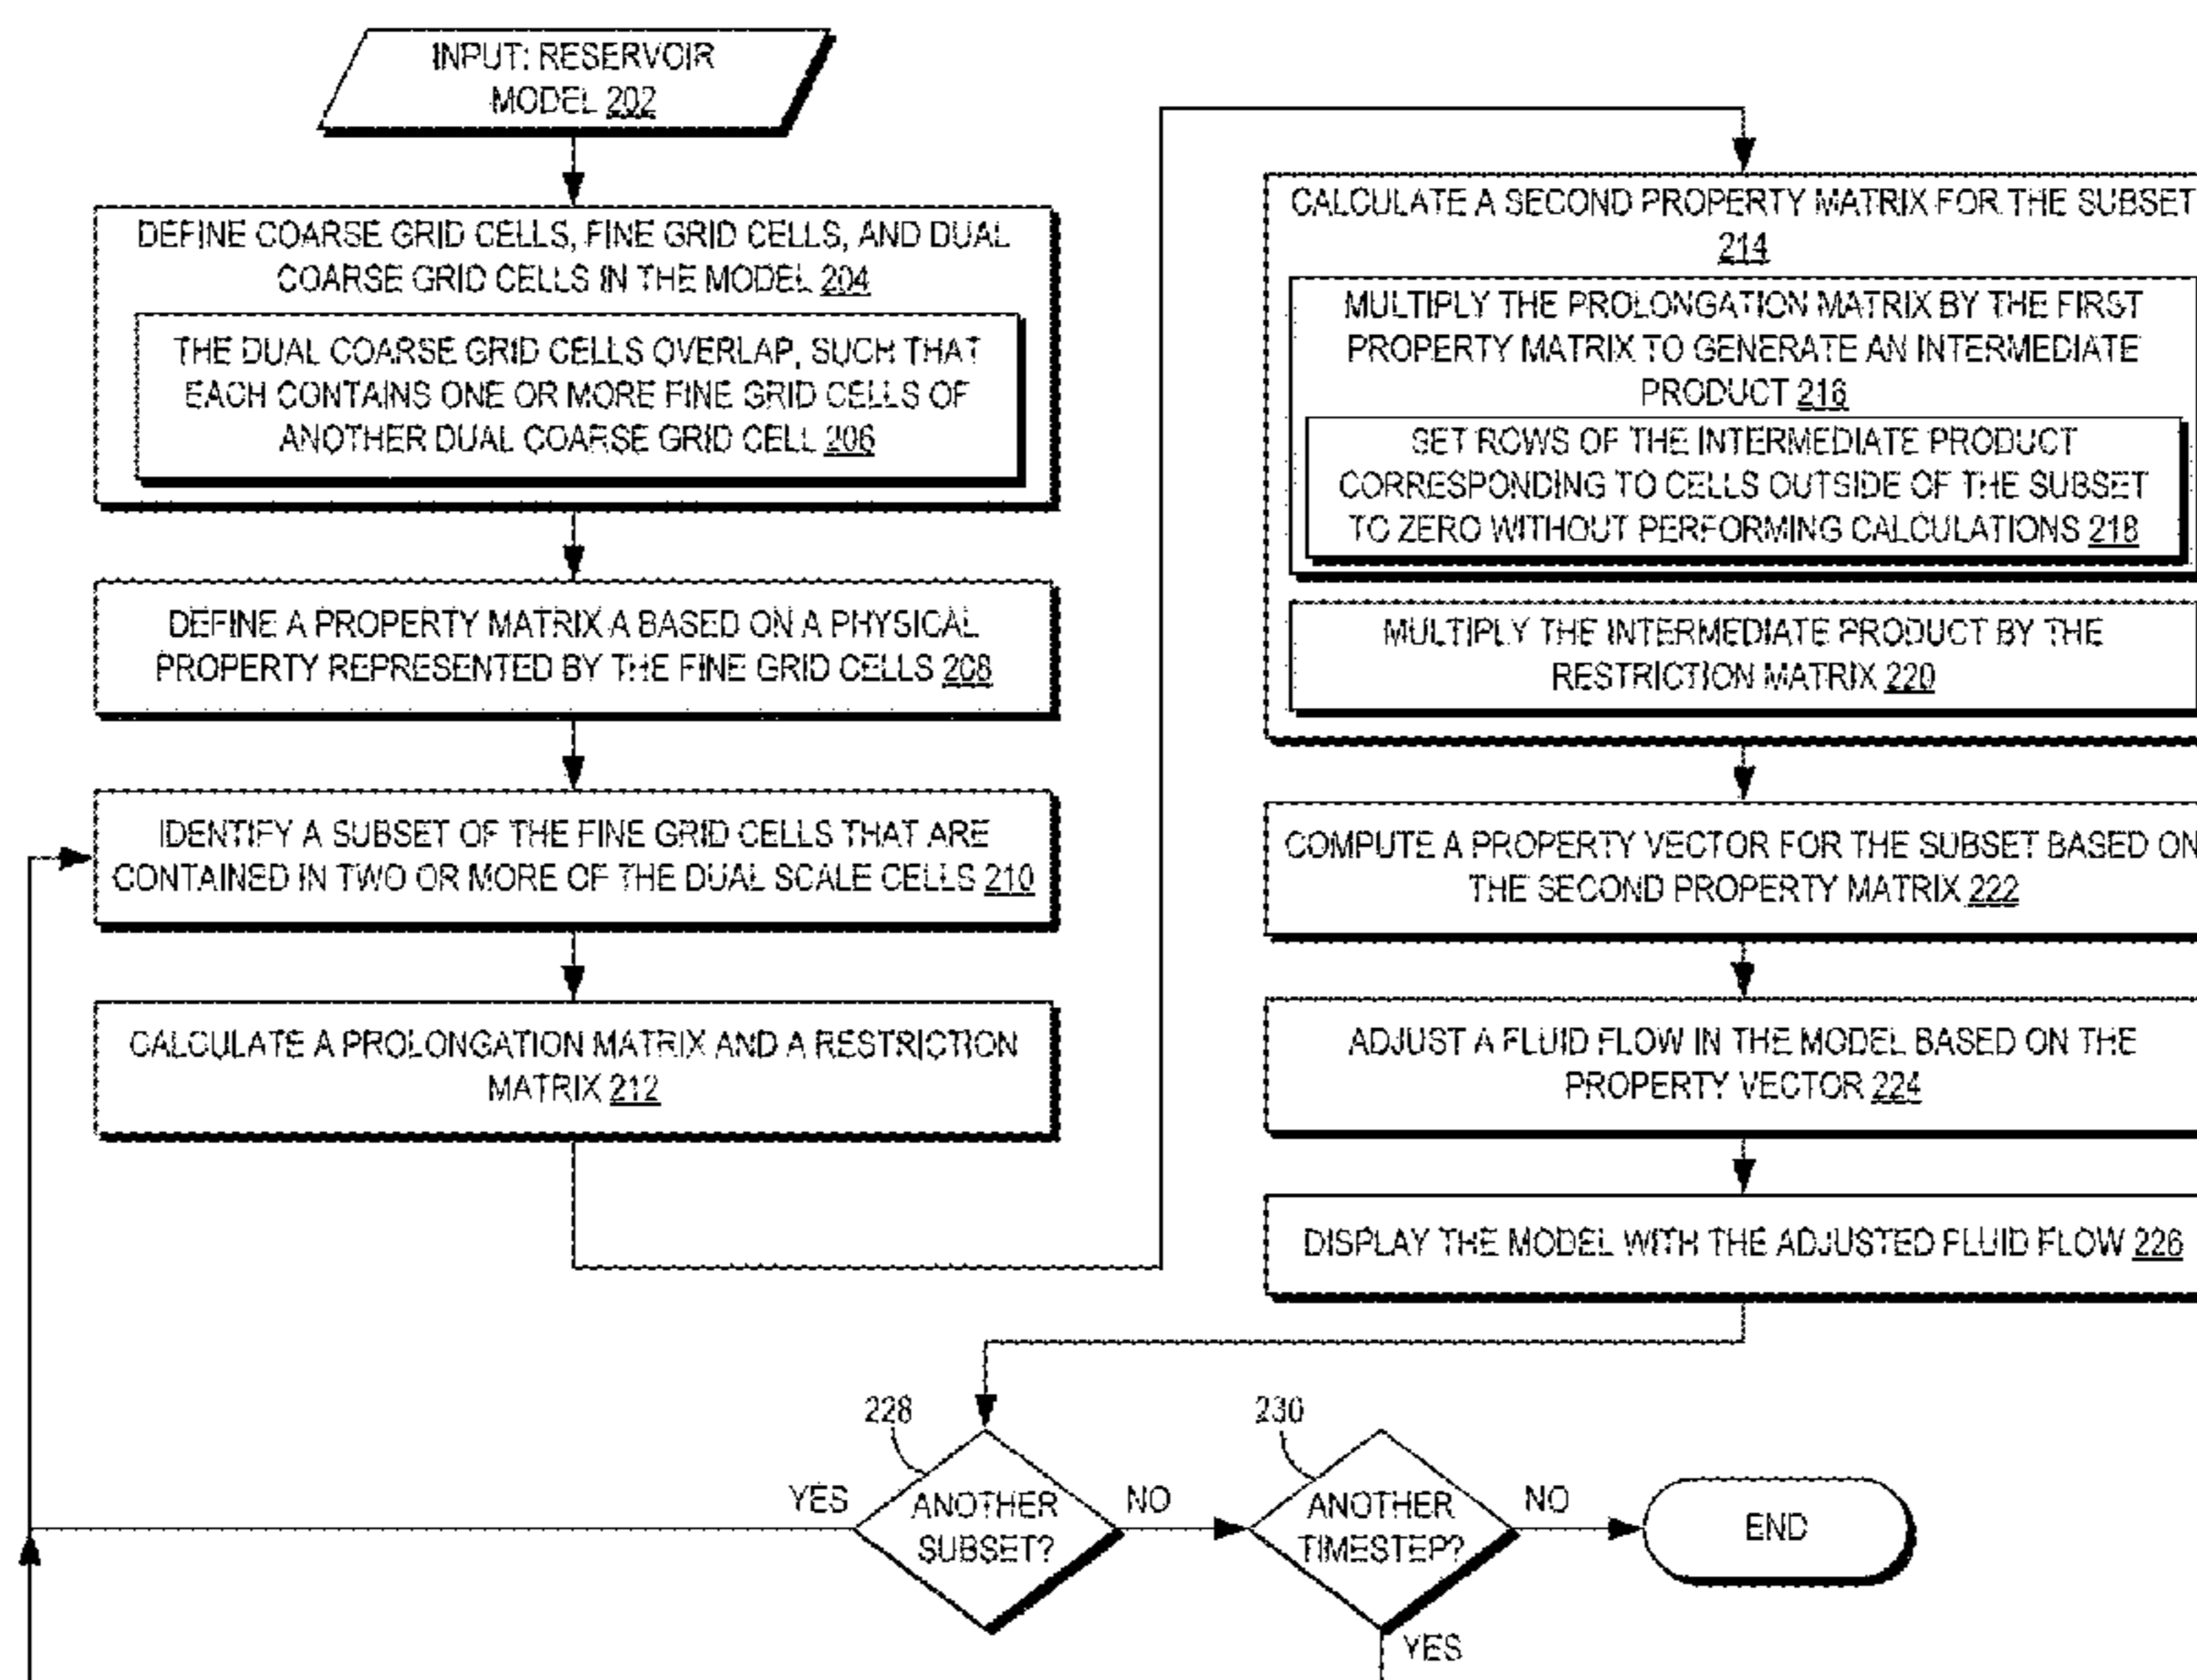 INPUT: RESERVOIR
MODEL 202
DEFINE COARSE GRID CELLS, FINE GRID CELLS, AND DUAL
COARSE GRID CELLS IN THE MODEL 204
THE DUAL COARSE GRID CELLS OVERLAP, SUCH THAT
EACH CONTAINS ONE OR MORE FINE GRID CELLS OF
ANOTHER DUAL COARSE GRID CELL 206
DEFINE A PROPERTY MATRIX A BASED ON A PHYSICAL
PROPERTY REPRESENTED BY THE FINE GRID CELLS 208
IDENTIFY A SUBSET OF THE FINE GRID CELLS THAT ARE
CONTAINED IN TWO OR MORE OF THE DUAL SCALE CELLS 210
CALCULATE A PROLONGATION MATRIX AND A RESTRICTION
MATRIX 212
CALCULATE A SECOND PROPERTY MATRIX FOR THE SUBSET
214
MULTIPLY THE PROLONGATION MATRIX BY THE FIRST
PROPERTY MATRIX TO GENERATE AN INTERMEDIATE
PRODUCT 216
SET ROWS OF THE INTERMEDIATE PRODUCT
CORRESPONDING TO CELLS OUTSIDE OF THE SUBSET
TO ZERO WITHOUT PERFORMING CALCULATIONS 218
MULTIPLY THE INTERMEDIATE PRODUCT BY THE
RESTRICTION MATRIX 220
COMPUTE A PROPERTY VECTOR FOR THE SUBSET BASED ON
THE SECOND PROPERTY MATRIX 222
ADJUST A FLUID FLOW IN THE MODEL BASED ON THE
PROPERTY VECTOR 224
DISPLAY THE MODEL WITH THE ADJUSTED FLUID FLOW 226
228
YES
ANOTHER
SUBSET?
NO
230
ANOTHER
TIMESTEP?
NO
END
YES